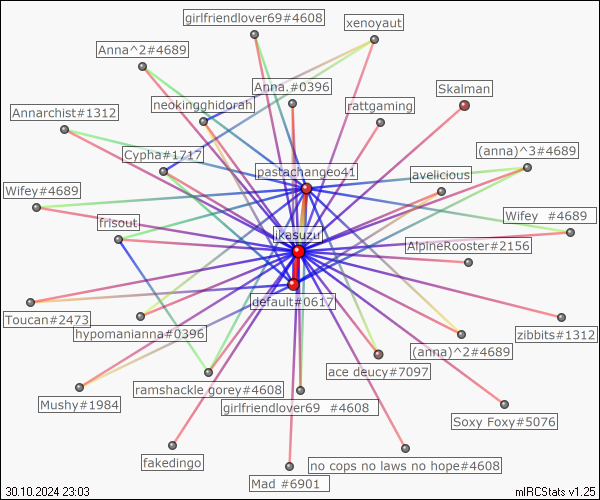 girlfriendlover69#4608
xenoyaut
Anna^2#4689
Anna.#0396
Skalman
neokingghidorah
rattgaming
Annarchist#1312
Cypha#1717
(anna)^3#4689
pastachangeo41
avelicious
Wifey#4689
Wifey  #4689
frisout
ikasuzu
AlpineRooster#2156
default#0617
Toucan#2473
hypomanianna#0396
zibbits#1312
(anna)^2#4689
ace deucy#7097
ramshackle gorey#4608
Mushy#1984
girlfriendlover69  #4608
Soxy Foxy#5076
fakedingo
no cops no laws no hope#4608
Mad #6901
30.10.2024 23:03
mIRCStats v1.25